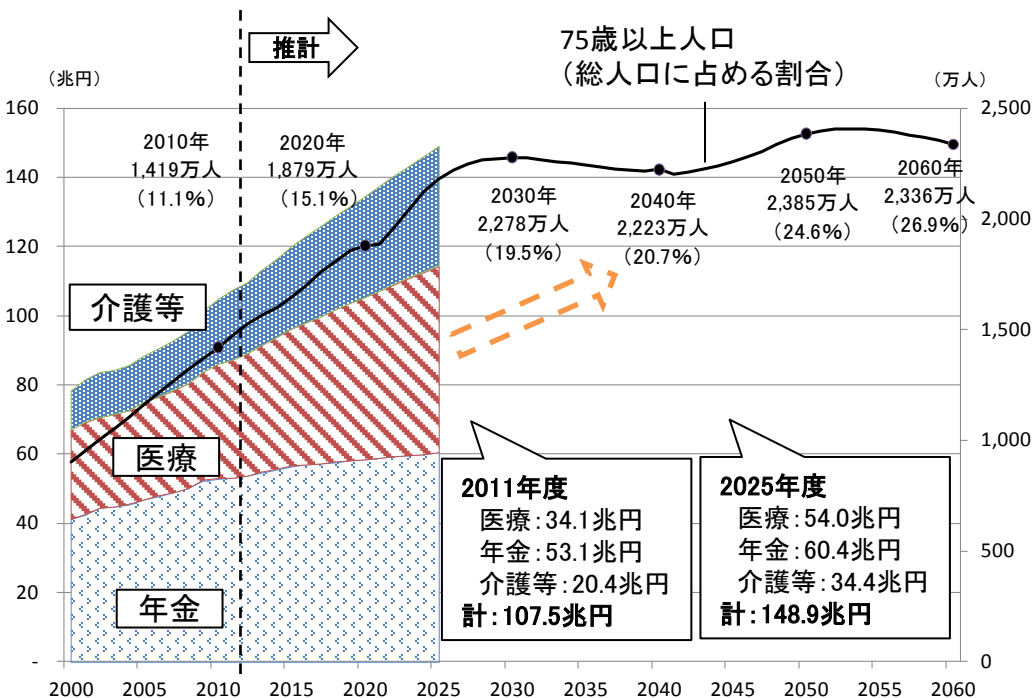 推計
75歳以上人口
（総人口に占める割合）
（兆円）
（万人）
160
140
120
100
80
60
40
20
-
2,500
2,000
1,500
1,000
500
0
2010年
1,419万人
（11.1%）
2020年
1,879万人
（15.1%）
2030年
2,278万人
（19.5%）
2040年
2,223万人
（20.7%）
2050年
2,385万人
（24.6%）
2060年
2,336万人
（26.9%）
介護等
医療
年金
2011年度
医療：34.1兆円
年金：53.1兆円
介護等：20.4兆円
計：107.5兆円
2025年度
医療：54.0兆円
年金：60.4兆円
介護等：34.4兆円
計：148.9兆円
2000 2005 2010 2015 2020 2025 2030 2035 2040 2045 2050 2055 2060